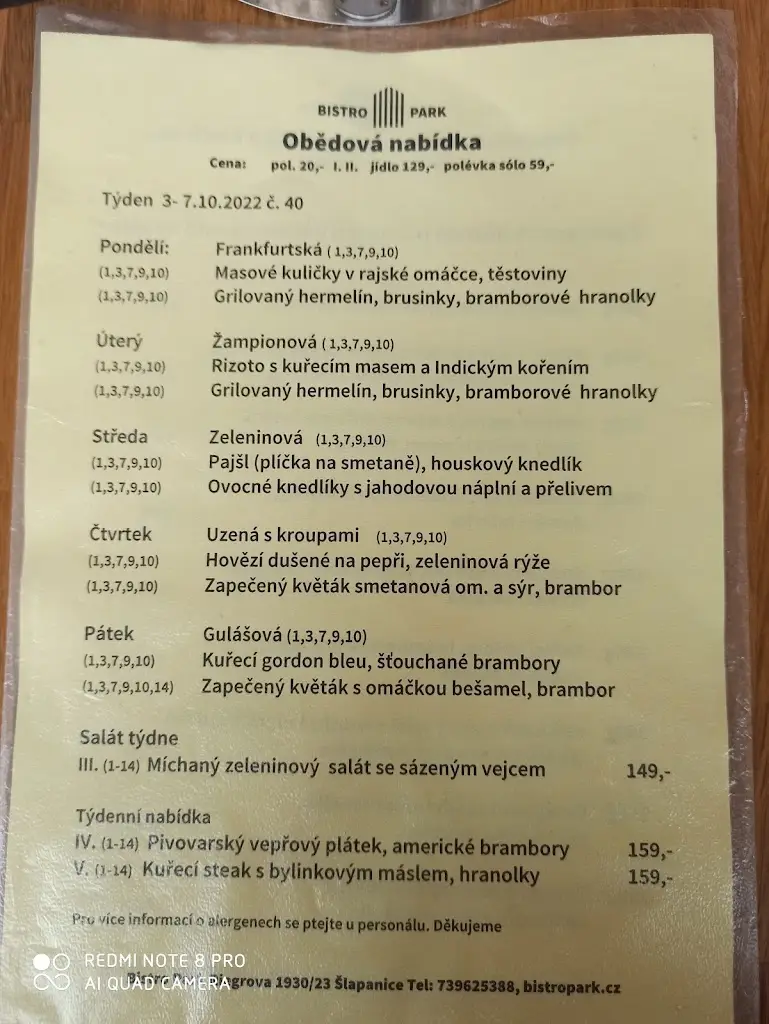 BISTRO PARK
Obědová nabídka
Cena: pol. 20,- I. II. jídlo 129,- polévka sólo 59,-
Týden 3- 7.10.2022 č. 40
Pondělí: Frankfurtská ( 1,3,7,9,10)
(1,3,7,9,10) Masové kuličky v rajské omáčce, těstoviny
(1,3,7,9,10) Grilovaný hermelín, brusinky, bramborové hranolky
Úterý Žampionová ( 1,3,7,9,10)
(1,3,7,9,10) Rizoto s kuřecím masem a Indickým kořením
(1,3,7,9,10) Grilovaný hermelín, brusinky, bramborové hranolky
Středa Zeleninová (1,3,7,9,10)
(1,3,7,9,10) Pajšl (plíčka na smetaně), houskový knedlík
(1,3,7,9,10) Ovocné knedlíky s jahodovou náplní a přelivem
Čtvrtek Uzená s kroupami (1,3,7,9,10)
(1,3,7,9,10) Hovězí dušené na pepři, zeleninová rýže
(1,3,7,9,10) Zapečený květák smetanová om. a sýr, brambor
Pátek Gulášová (1,3,7,9,10)
(1,3,7,9,10) Kuřecí gordon bleu, šťouchané brambory
(1,3,7,9,10,14) Zapečený květák s omáčkou bešamel, brambor
Salát týdne
III. (1-14) Míchaný zeleninový salát se sázeným vejcem 149,-
Týdenní nabídka
IV. (1-14) Pivovarský vepřový plátek, americké brambory 159,-
V. (1-14) Kuřecí steak s bylinkovým máslem, hranolky 159,-
Pro více informací o alergenech se ptejte u personálu. Děkujeme
REDMI NOTE 8 PRO
AI QUAD CAMERA
Bistro 1930/23 Šlapanice Tel: 739625388, bistropark.cz